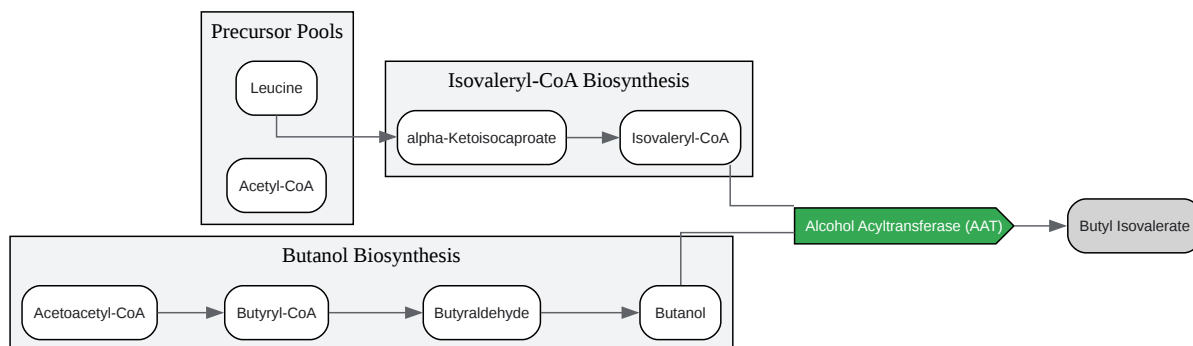 Precursor Pools
Leucine
Acetyl-CoA
Isovaleryl-CoA Biosynthesis
alpha-Ketoisocaproate
Isovaleryl-CoA
Alcohol Acyltransferase (AAT)
Butyl Isovalerate
Butanol Biosynthesis
Acetoacetyl-CoA
Butyryl-CoA
Butyraldehyde
Butanol